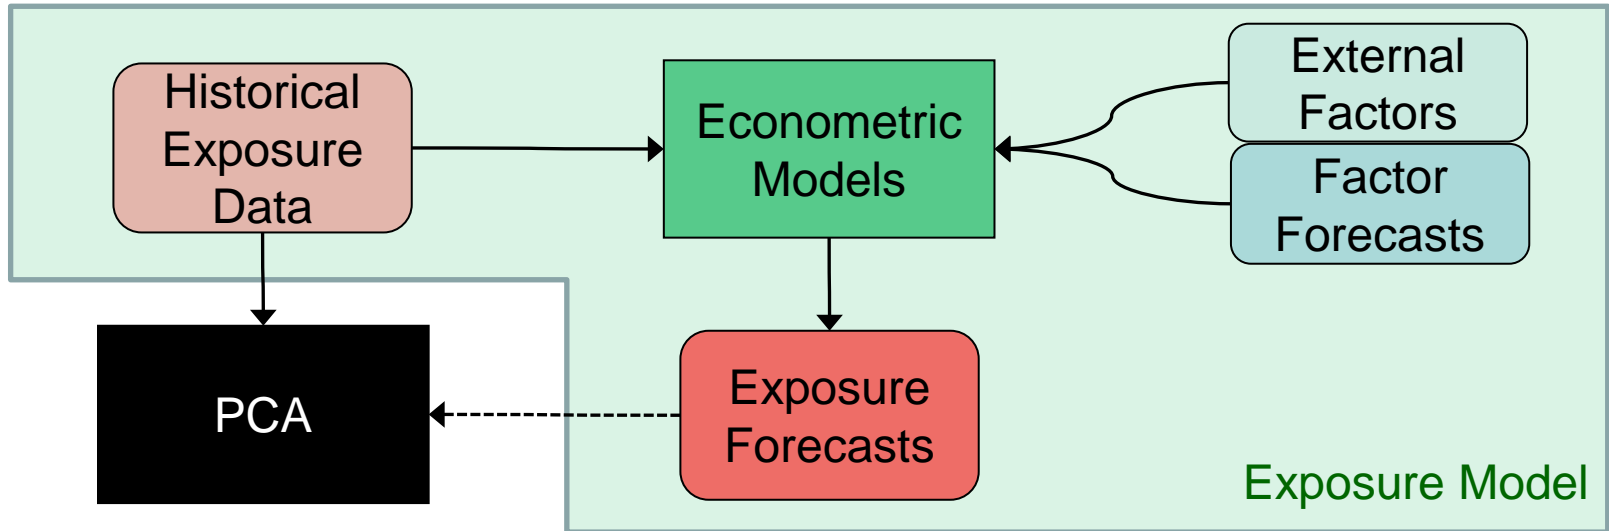 Historical
Exposure
Data
Econometric
Models
External
Factors
Factor
Forecasts
PCA
Exposure
Forecasts
Exposure Model